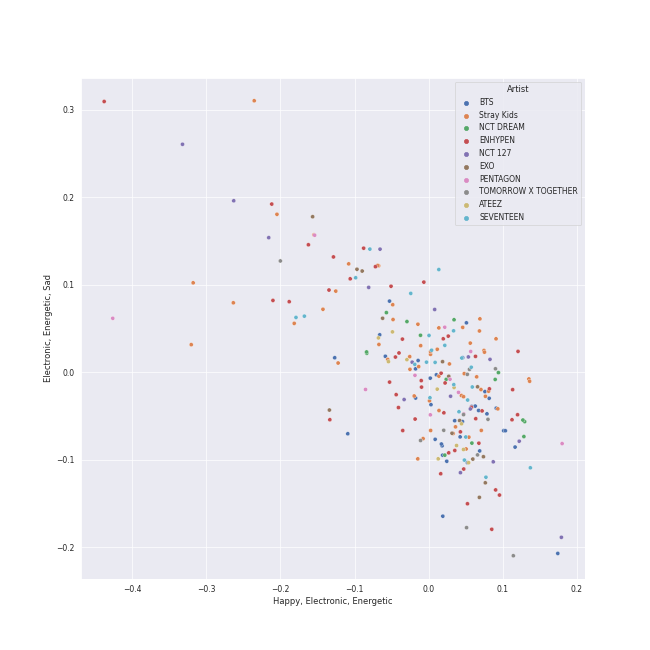 Artist
BTS
Stray Kids
NCT DREAM
ENHYPEN
NCT 127
EXO
PENTAGON
TOMORROW X TOGETHER
ATEEZ
SEVENTEEN
0.3
0.2
0.1
0.0
−0.1
−0.2
Electronic, Energetic, Sad
−0.4
−0.3
−0.2
−0.1
0.0
0.1
0.2
Happy, Electronic, Energetic